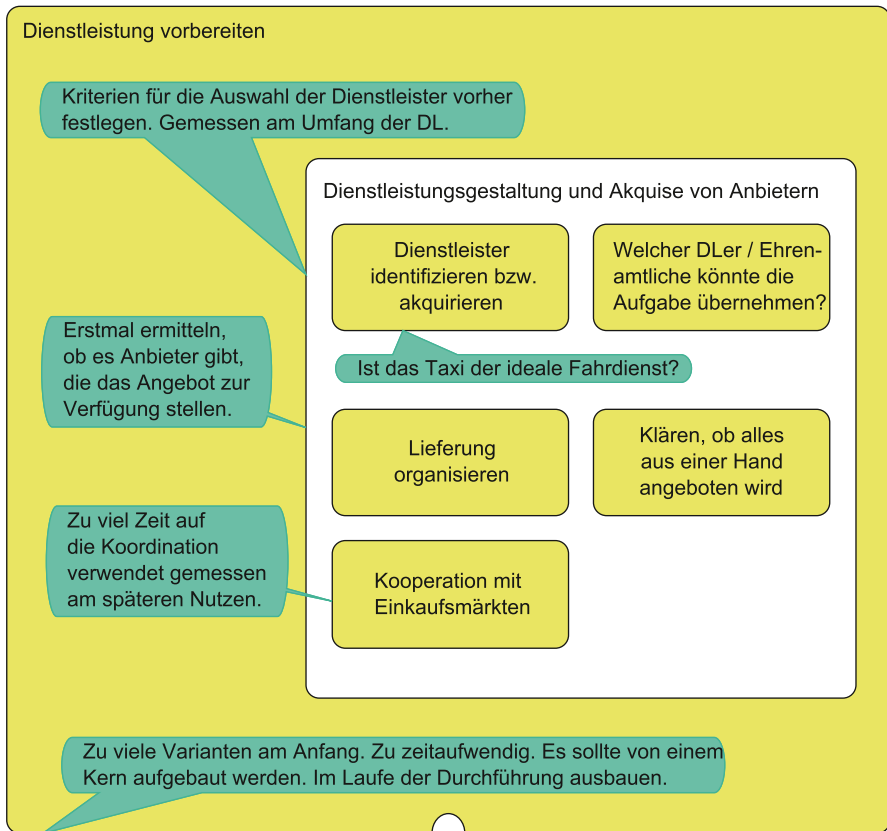 Dienstleistung vorbereiten
Kriterien für die Auswahl der Dienstleister vorher
festlegen. Gemessen am Umfang der DL.
Dienstleistungsgestaltung und Akquise von Anbietern
Dienstleister
identifizieren bzw.
akquirieren
Welcher DLer / Ehren-
amtliche könnte die
Aufgabe übernehmen?
Erstmal ermitteln,
ob es Anbieter gibt,
die das Angebot zur
Verfügung stellen.
Ist das Taxi der ideale Fahrdienst?
Lieferung
organisieren
Klären, ob alles
aus einer Hand
angeboten wird
Zu viel Zeit auf
die Koordination
verwendet gemessen
am späteren Nutzen.
Kooperation mit
Einkaufsmärkten
Zu viele Varianten am Anfang. Zu zeitaufwendig. Es sollte von einem
Kern aufgebaut werden. Im Laufe der Durchführung ausbauen.